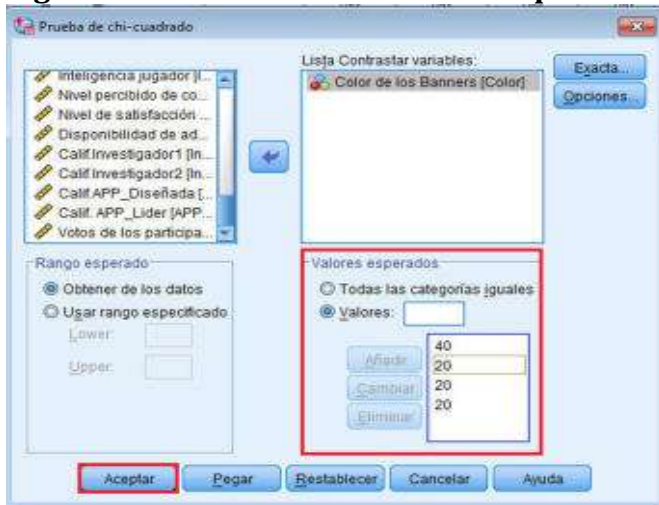 Prueba de chi-cuadrado
Inteligencia jugador [I...
Nivel percibido de co...
Nivel de satisfacción ...
Disponibilidad de ad...
Calif.Investigador1 [In...
Calif.Investigador2 [In...
Calif.APP_Diseñada [...
Calif. APP_Lider [APP...
Votos de los participa...
Lista Contrastar variables:
Color de los Banners [Color]
Exacta...
Opciones...
Rango esperado
Obtener de los datos
Usar rango especificado
Lower:
Upper:
Valores esperados
Todas las categorías iguales
Valores:
Añadir
Cambiar
Eliminar
40
20
20
20
Aceptar
Pegar
Restablecer
Cancelar
Ayuda